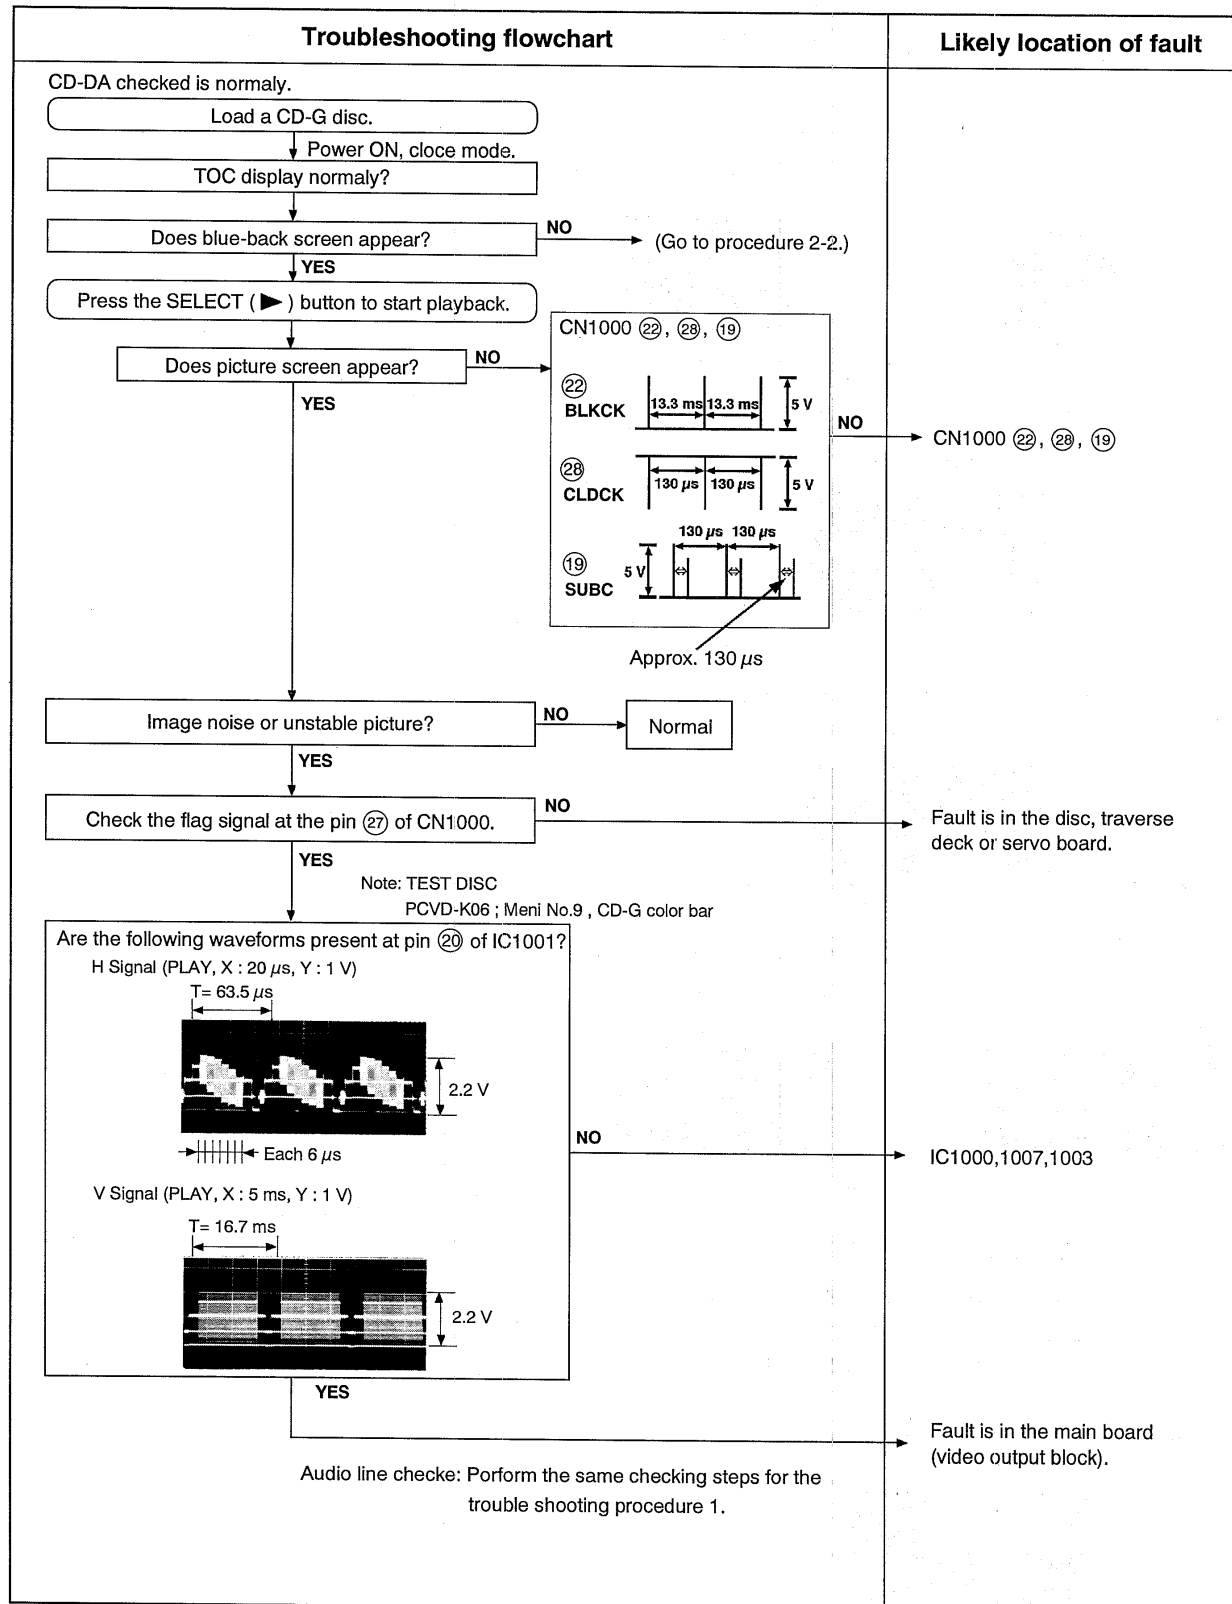 Troubleshooting flowchart
Likely location of fault
CD-DA checked is normaly.
Load a CD-G disc.
Power ON, cloce mode.
TOC display normaly?
Does blue-back screen appear?
NO
(Go to procedure 2-2.)
YES
Press the SELECT ( ▶ ) button to start playback.
Does picture screen appear?
NO
YES
CN1000 ㉒, ㉘, ⑲
㉒
BLKCK
13.3 ms 13.3 ms
5 V
㉘
CLDCK
130 µs 130 µs
5 V
130 µs 130 µs
⑲
SUBC
5 V
Approx. 130 µs
NO
CN1000 ㉒, ㉘, ⑲
Image noise or unstable picture?
NO
Normal
YES
Check the flag signal at the pin ㉗ of CN1000.
NO
Fault is in the disc, traverse
deck or servo board.
YES
Note: TEST DISC
PCVD-K06 ; Meni No.9 , CD-G color bar
Are the following waveforms present at pin ⑳ of IC1001?
H Signal (PLAY, X : 20 µs, Y : 1 V)
T= 63.5 µs
2.2 V
Each 6 µs
NO
IC1000,1007,1003
V Signal (PLAY, X : 5 ms, Y : 1 V)
T= 16.7 ms
2.2 V
YES
Fault is in the main board
(video output block).
Audio line checke: Porform the same checking steps for the
trouble shooting procedure 1.